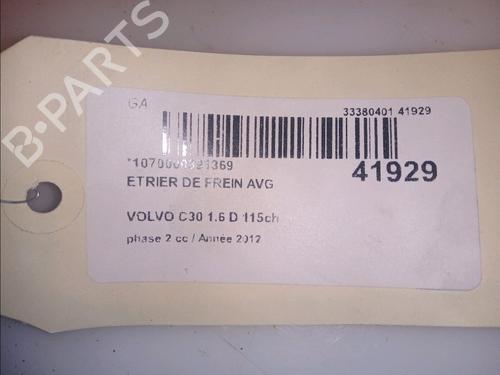 B-PARTS
GA
33380401 41929
ETRIER DE FREIN AVG
41929
VOLVO C30 1.6 D 115ch
phase 2 cc / Année 2012